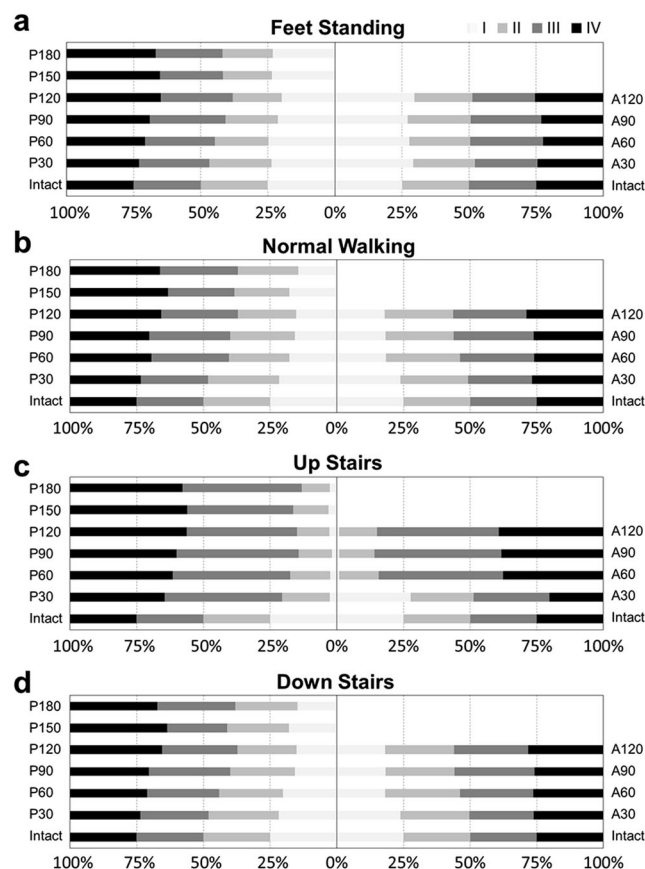 a
Feet Standing
I II III IV
P180
P150
P120 A120
P90 A90
P60 A60
P30 A30
Intact Intact
100% 75% 50% 25% 0% 25% 50% 75% 100%
b
Normal Walking
P180
P150
P120 A120
P90 A90
P60 A60
P30 A30
Intact Intact
100% 75% 50% 25% 0% 25% 50% 75% 100%
c
Up Stairs
P180
P150
P120 A120
P90 A90
P60 A60
P30 A30
Intact Intact
100% 75% 50% 25% 0% 25% 50% 75% 100%
d
Down Stairs
P180
P150
P120 A120
P90 A90
P60 A60
P30 A30
Intact Intact
100% 75% 50% 25% 0% 25% 50% 75% 100%